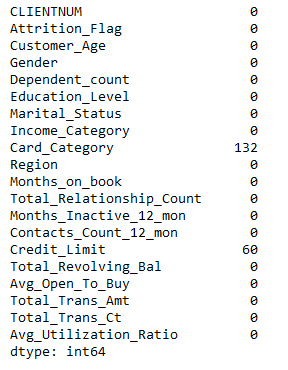 CLIENTNUM 0
Attrition_Flag 0
Customer_Age 0
Gender 0
Dependent_count 0
Education_Level 0
Marital_Status 0
Income_Category 0
Card_Category 132
Region 0
Months_on_book 0
Total_Relationship_Count 0
Months_Inactive_12_mon 0
Contacts_Count_12_mon 0
Credit_Limit 60
Total_Revolving_Bal 0
Avg_Open_To_Buy 0
Total_Trans_Amt 0
Total_Trans_Ct 0
Avg_Utilization_Ratio 0
dtype: int64